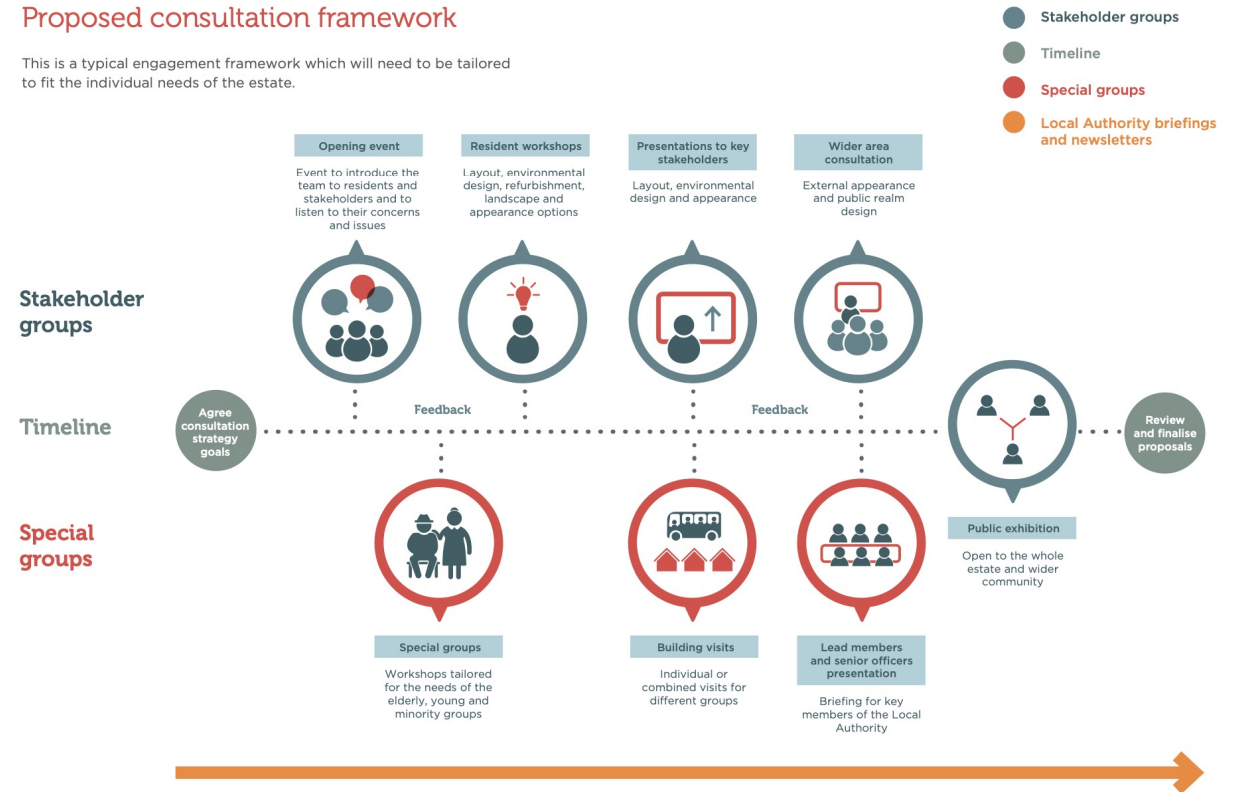 Proposed consultation framework
This is a typical engagement framework which will need to be tailored
to fit the individual needs of the estate.
Stakeholder groups
Timeline
Special groups
Local Authority briefings
and newsletters
Opening event
Event to introduce the
team to residents and
stakeholders and to
listen to their concerns
and issues
Resident workshops
Layout, environmental
design, refurbishment,
landscape and
appearance options
Presentations to key
stakeholders
Layout, environmental
design and appearance
Wider area
consultation
External appearance
and public realm
design
Stakeholder
groups
Timeline
Agree
consultation
strategy
goals
Feedback
Feedback
Review
and finalise
proposals
Public exhibition
Open to the whole
estate and wider
community
Special
groups
Special groups
Workshops tailored
for the needs of the
elderly, young and
minority groups
Building visits
Individual or
combined visits for
different groups
Lead members
and senior officers
presentation
Briefing for key
members of the Local
Authority